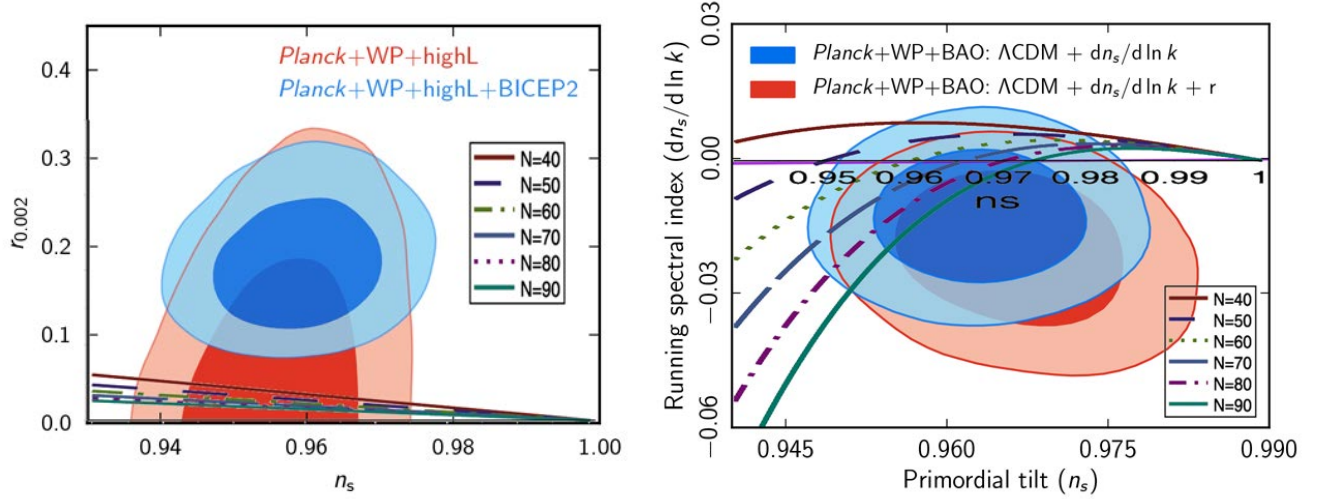 Planck+WP+highL
Planck+WP+highL+BICEP2
N=40
N=50
N=60
N=70
N=80
N=90
r0.002
0.4
0.3
0.2
0.1
0.0
0.94
0.96
0.98
1.00
ns
Planck+WP+BAO: ΛCDM + dns/d ln k
Planck+WP+BAO: ΛCDM + dns/d ln k + r
Running spectral index (dns/d ln k)
0.03
0.00
−0.03
−0.06
0.95 0.96 0.97 0.98 0.99 1
ns
N=40
N=50
N=60
N=70
N=80
N=90
0.945
0.960
0.975
0.990
Primordial tilt (ns)